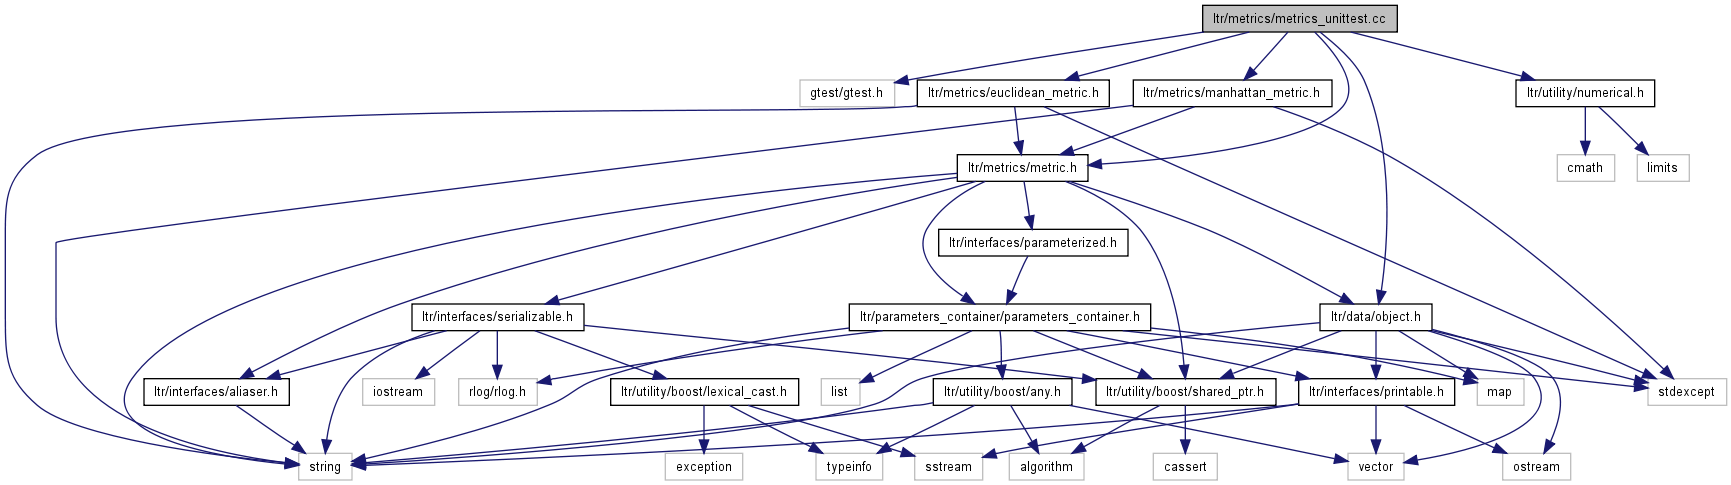 ltr/metrics/metrics_unittest.cc
gtest/gtest.h
ltr/metrics/euclidean_metric.h
ltr/metrics/manhattan_metric.h
ltr/utility/numerical.h
ltr/metrics/metric.h
cmath
limits
ltr/interfaces/parameterized.h
ltr/interfaces/serializable.h
ltr/parameters_container/parameters_container.h
ltr/data/object.h
ltr/interfaces/aliaser.h
iostream
rlog/rlog.h
ltr/utility/boost/lexical_cast.h
list
ltr/utility/boost/any.h
ltr/utility/boost/shared_ptr.h
ltr/interfaces/printable.h
map
stdexcept
string
exception
typeinfo
sstream
algorithm
cassert
vector
ostream